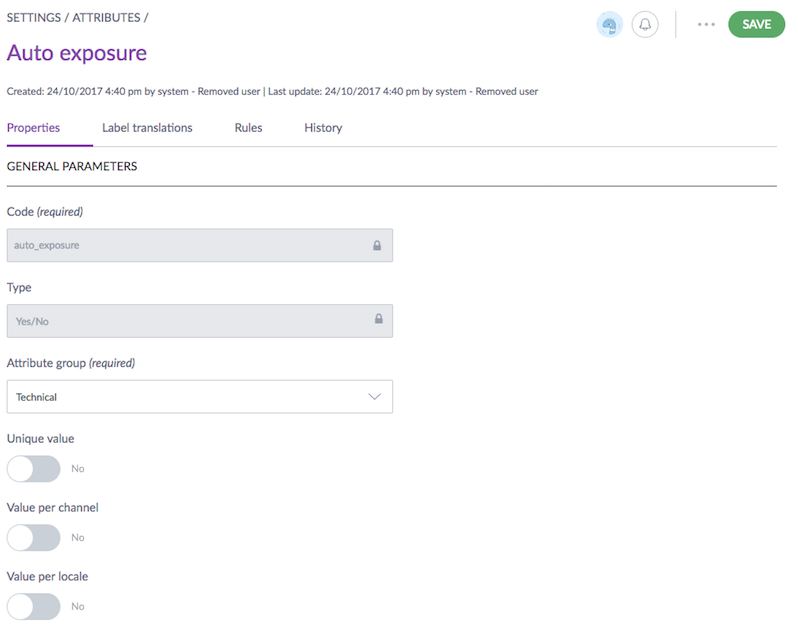 SETTINGS / ATTRIBUTES /
SAVE
Auto exposure
Created: 24/10/2017 4:40 pm by system - Removed user | Last update: 24/10/2017 4:40 pm by system - Removed user
Properties Label translations Rules History
GENERAL PARAMETERS
Code (required)
auto_exposure
Type
Yes/No
Attribute group (required)
Technical
Unique value
No
Value per channel
No
Value per locale
No